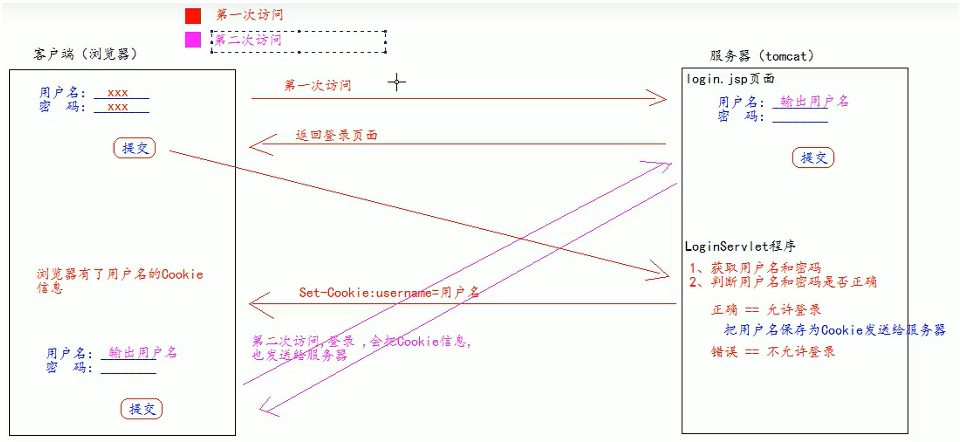 第一次访问
第二次访问
客户端（浏览器）
用户名: xxx
密 码: xxx
提交
浏览器有了用户名的Cookie
信息
用户名: 输出用户名
密 码:
提交
第一次访问
返回登录页面
Set-Cookie:username=用户名
第二次访问,登录 ,会把Cookie信息,
也发送给服务器
服务器（tomcat）
login.jsp页面
用户名: 输出用户名
密 码:
提交
LoginServlet程序
1、获取用户名和密码
2、判断用户名和密码是否正确
正确 == 允许登录
把用户名保存为Cookie发送给服务器
错误 == 不允许登录